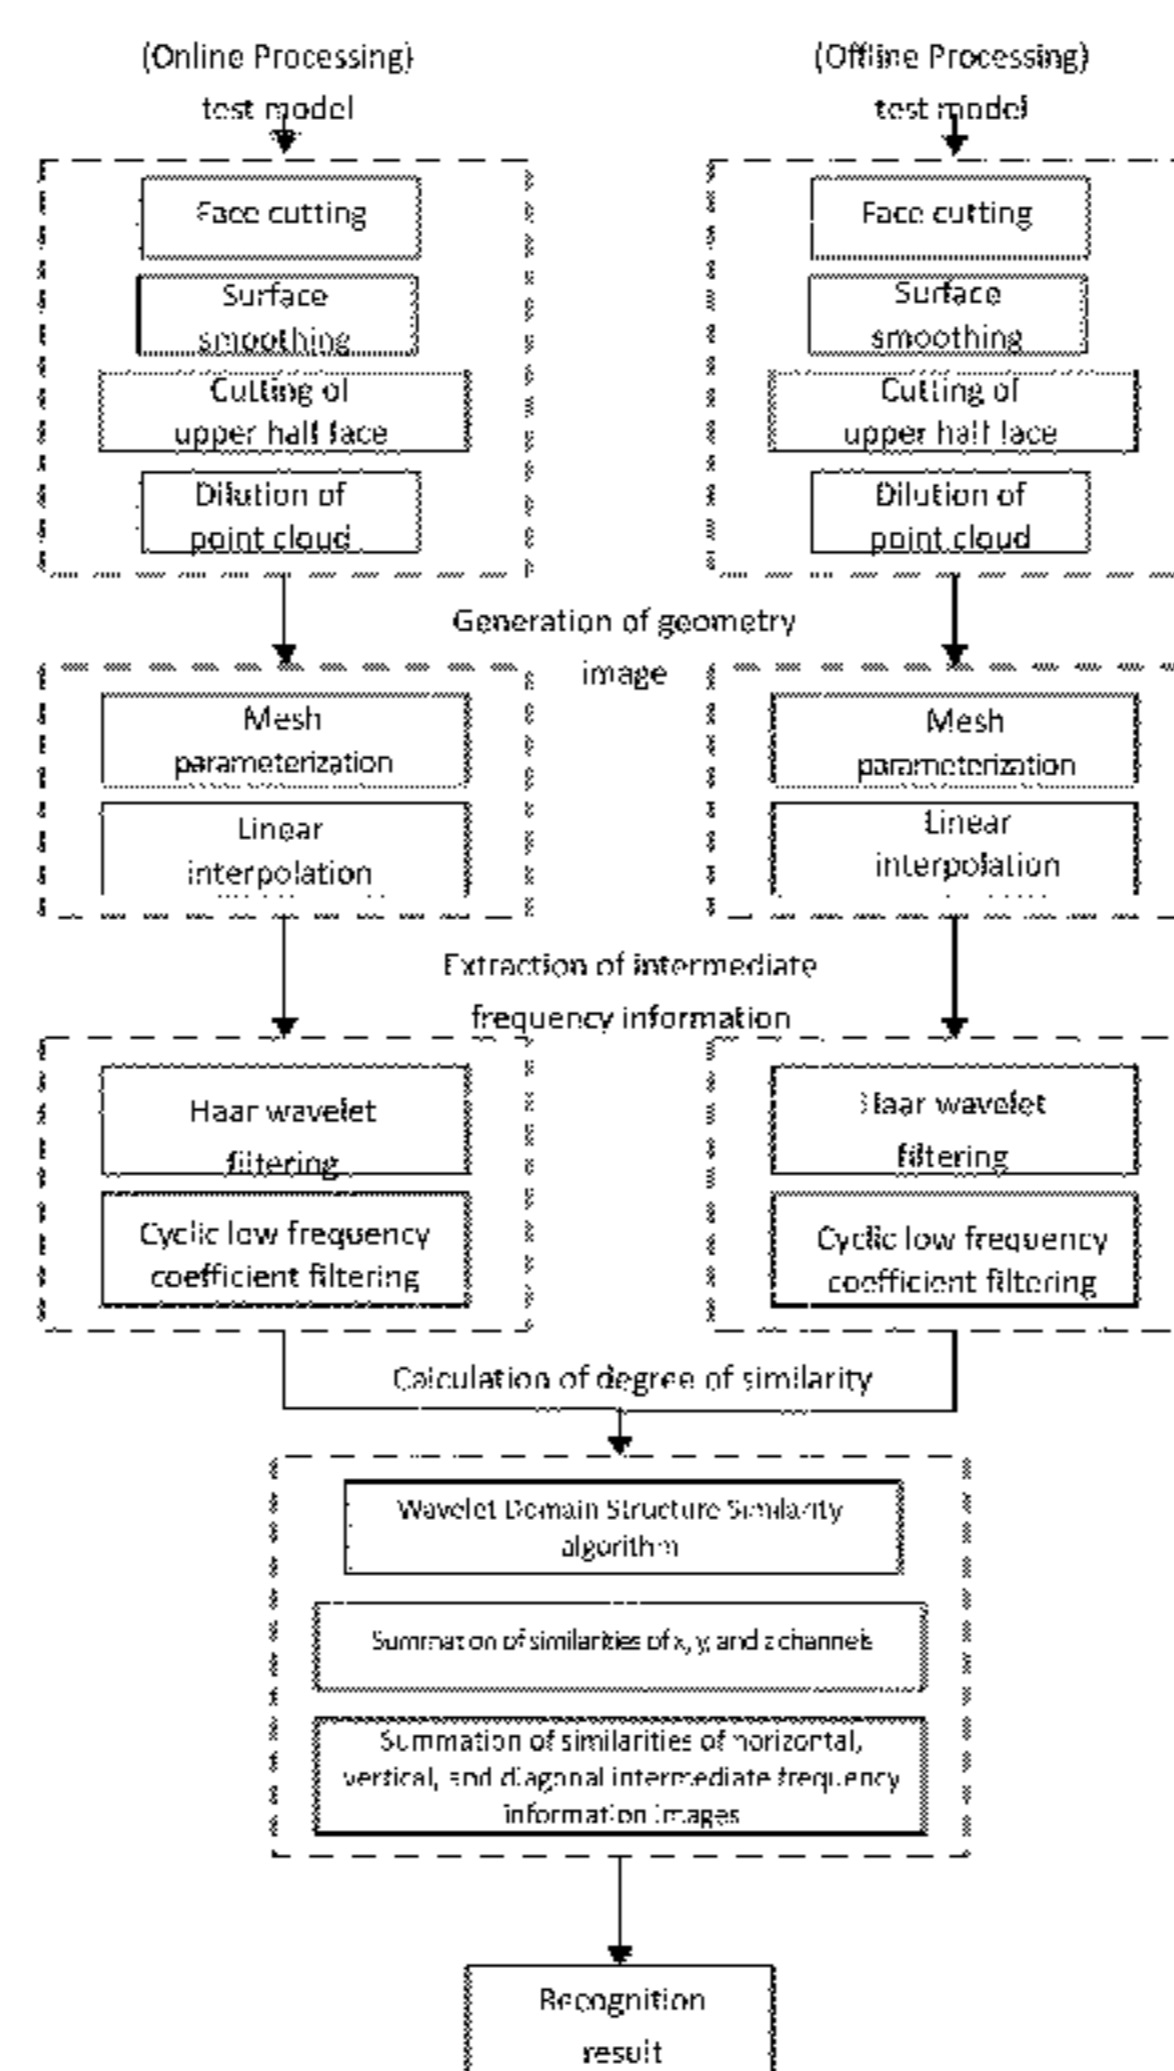 (Online Processing)
test model
Face cutting
Surface
smoothing
Cutting of
upper half face
Dilution of
point cloud
(Offline Processing)
test model
Face cutting
Surface
smoothing
Cutting of
upper half face
Dilution of
point cloud
Generation of geometry
image
Mesh
parameterization
Linear
interpolation
Mesh
parameterization
Linear
interpolation
Extraction of intermediate
frequency information
Haar wavelet
filtering
Cyclic low frequency
coefficient filtering
Haar wavelet
filtering
Cyclic low frequency
coefficient filtering
Calculation of degree of similarity
Wavelet Domain Structure Similarity
algorithm
Summation of similarities of x, y, and z channels
Summation of similarities of horizontal,
vertical, and diagonal intermediate frequency
information images
Recognition
result